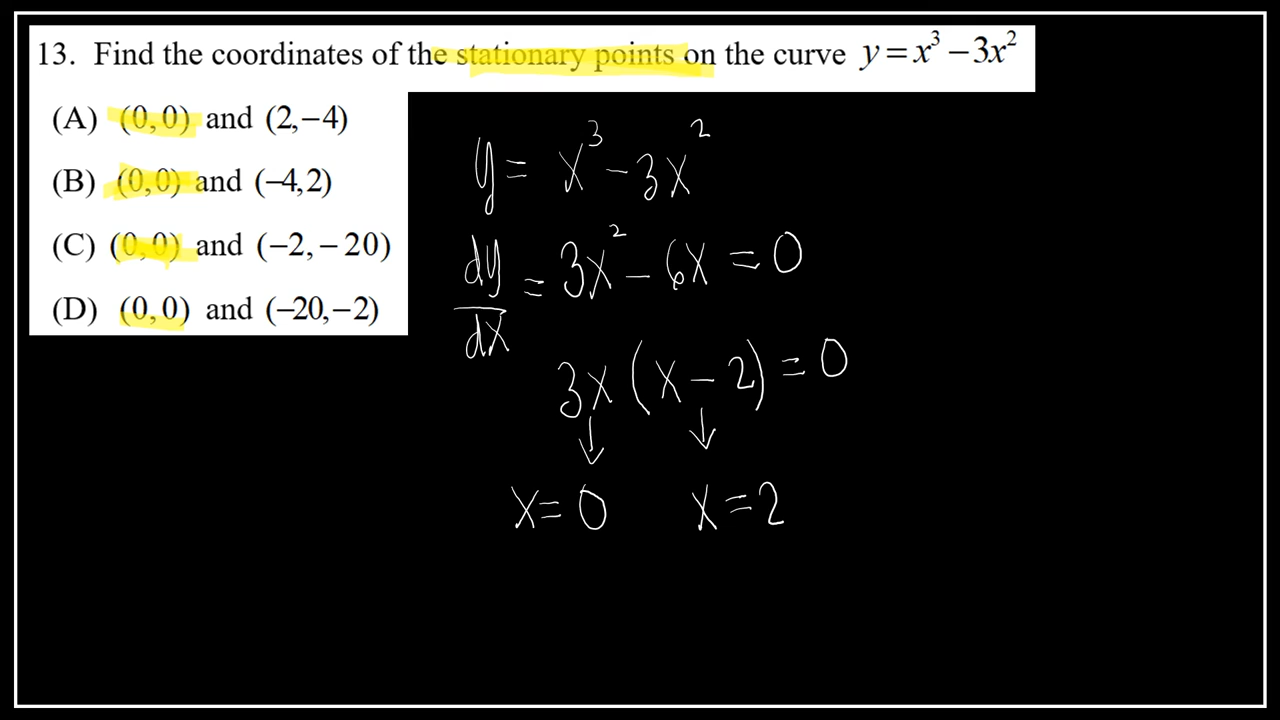 13. Find the coordinates of the stationary points on the curve y = x³ − 3x²
(A) (0,0) and (2,−4)
(B) (0,0) and (−4,2)
(C) (0,0) and (−2,−20)
(D) (0,0) and (−20,−2)
y = x³ − 3x²
dy/dx = 3x² − 6x = 0
3x(x − 2) = 0
x = 0 x = 2